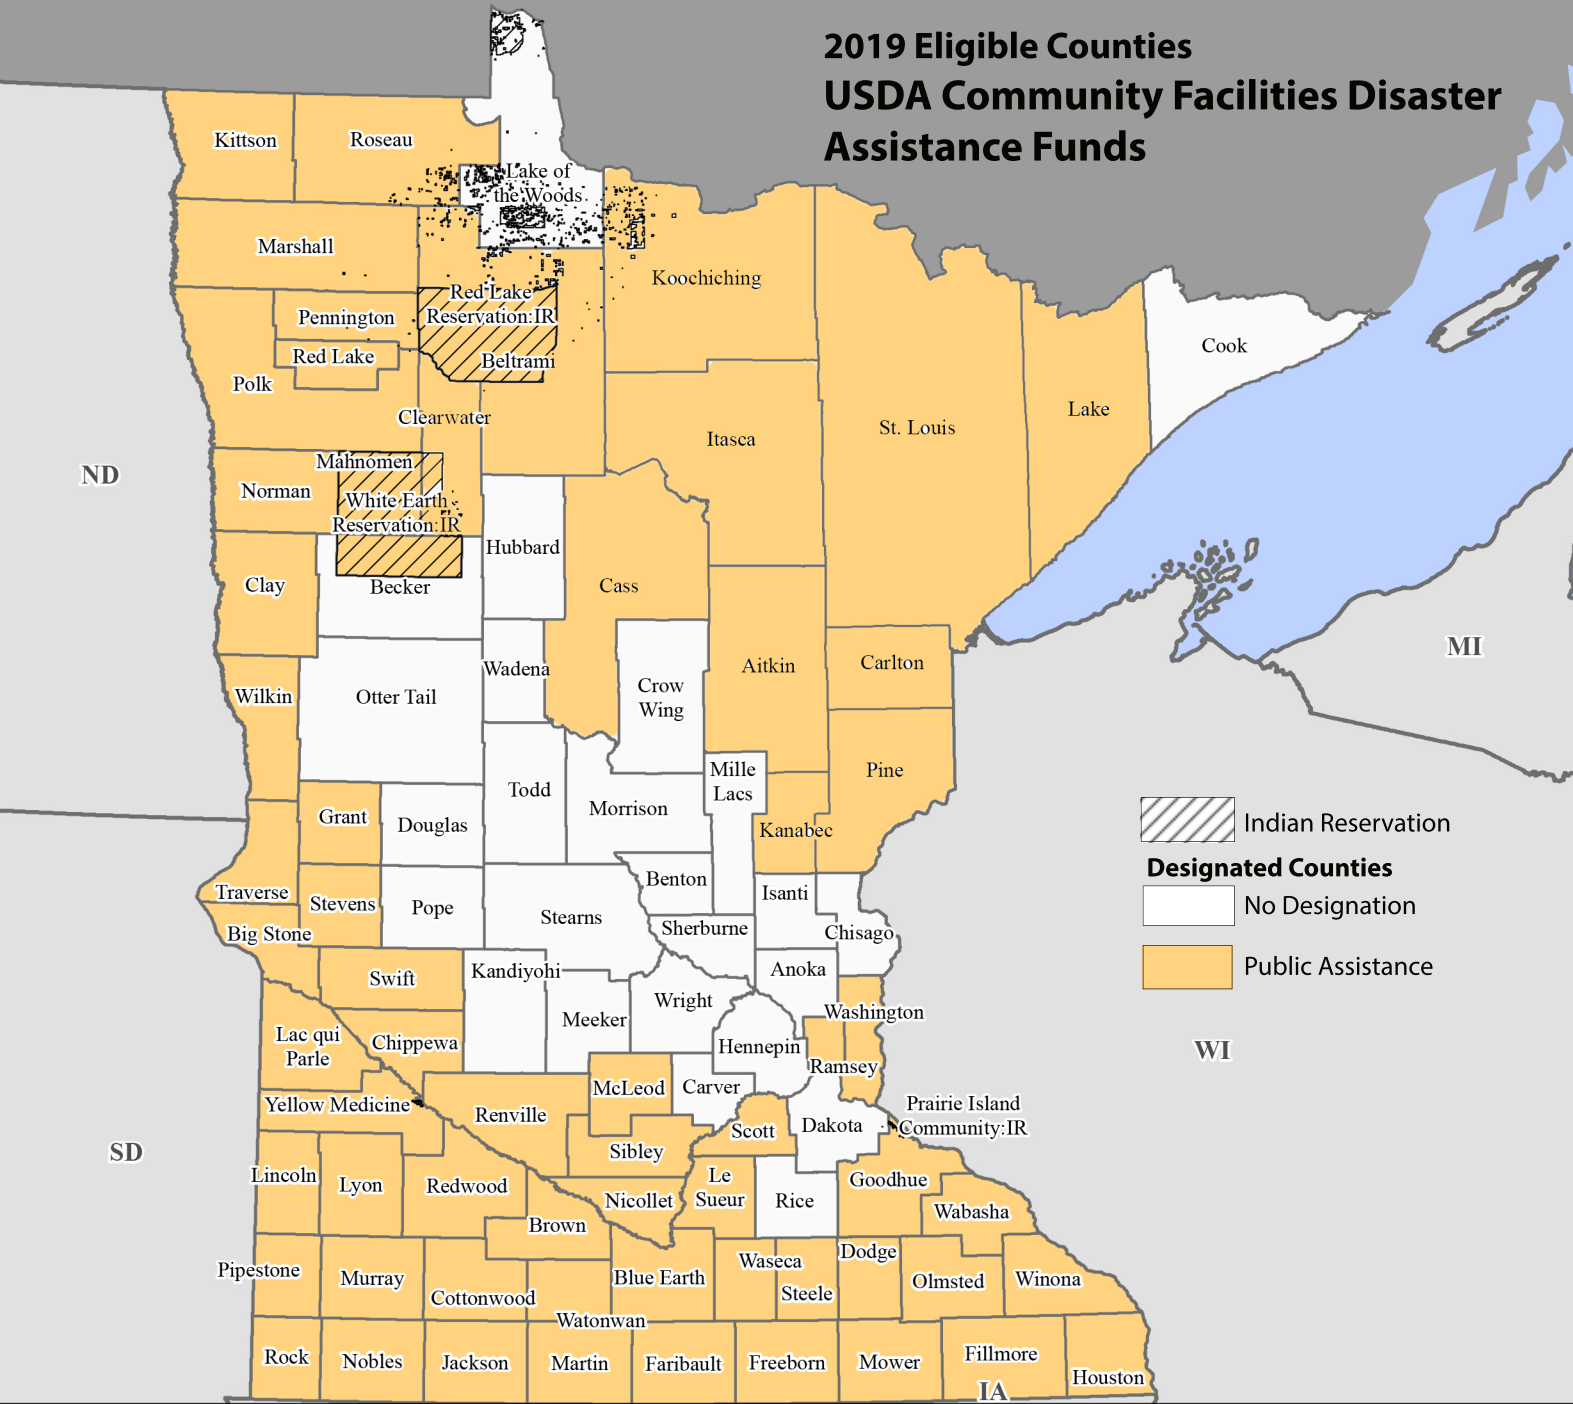 2019 Eligible Counties
USDA Community Facilities Disaster
Assistance Funds
Kittson
Roseau
Lake of
the Woods
Marshall
Koochiching
Red Lake
Reservation:IR
Pennington
Red Lake
Beltrami
Polk
Clearwater
Cook
Lake
St. Louis
Itasca
ND
Mahnomen
Norman
White Earth
Reservation:IR
Hubbard
Clay
Becker
Cass
MI
Wilkin
Otter Tail
Wadena
Crow
Wing
Aitkin
Carlton
Todd
Mille
Lacs
Pine
Grant
Douglas
Morrison
Kanabec
Indian Reservation
Designated Counties
No Designation
Public Assistance
Traverse
Stevens
Pope
Stearns
Benton
Isanti
Big Stone
Sherburne
Chisago
Swift
Kandiyohi
Anoka
Lac qui
Parle
Chippewa
Meeker
Wright
Washington
Hennepin
Ramsey
WI
Yellow Medicine
Renville
McLeod
Carver
Prairie Island
Community:IR
SD
Sibley
Scott
Dakota
Lincoln
Lyon
Redwood
Nicollet
Le
Sueur
Rice
Goodhue
Wabasha
Brown
Pipestone
Murray
Cottonwood
Blue Earth
Waseca
Steele
Dodge
Olmsted
Winona
Watonwan
Rock
Nobles
Jackson
Martin
Faribault
Freeborn
Mower
Fillmore
Houston
IA